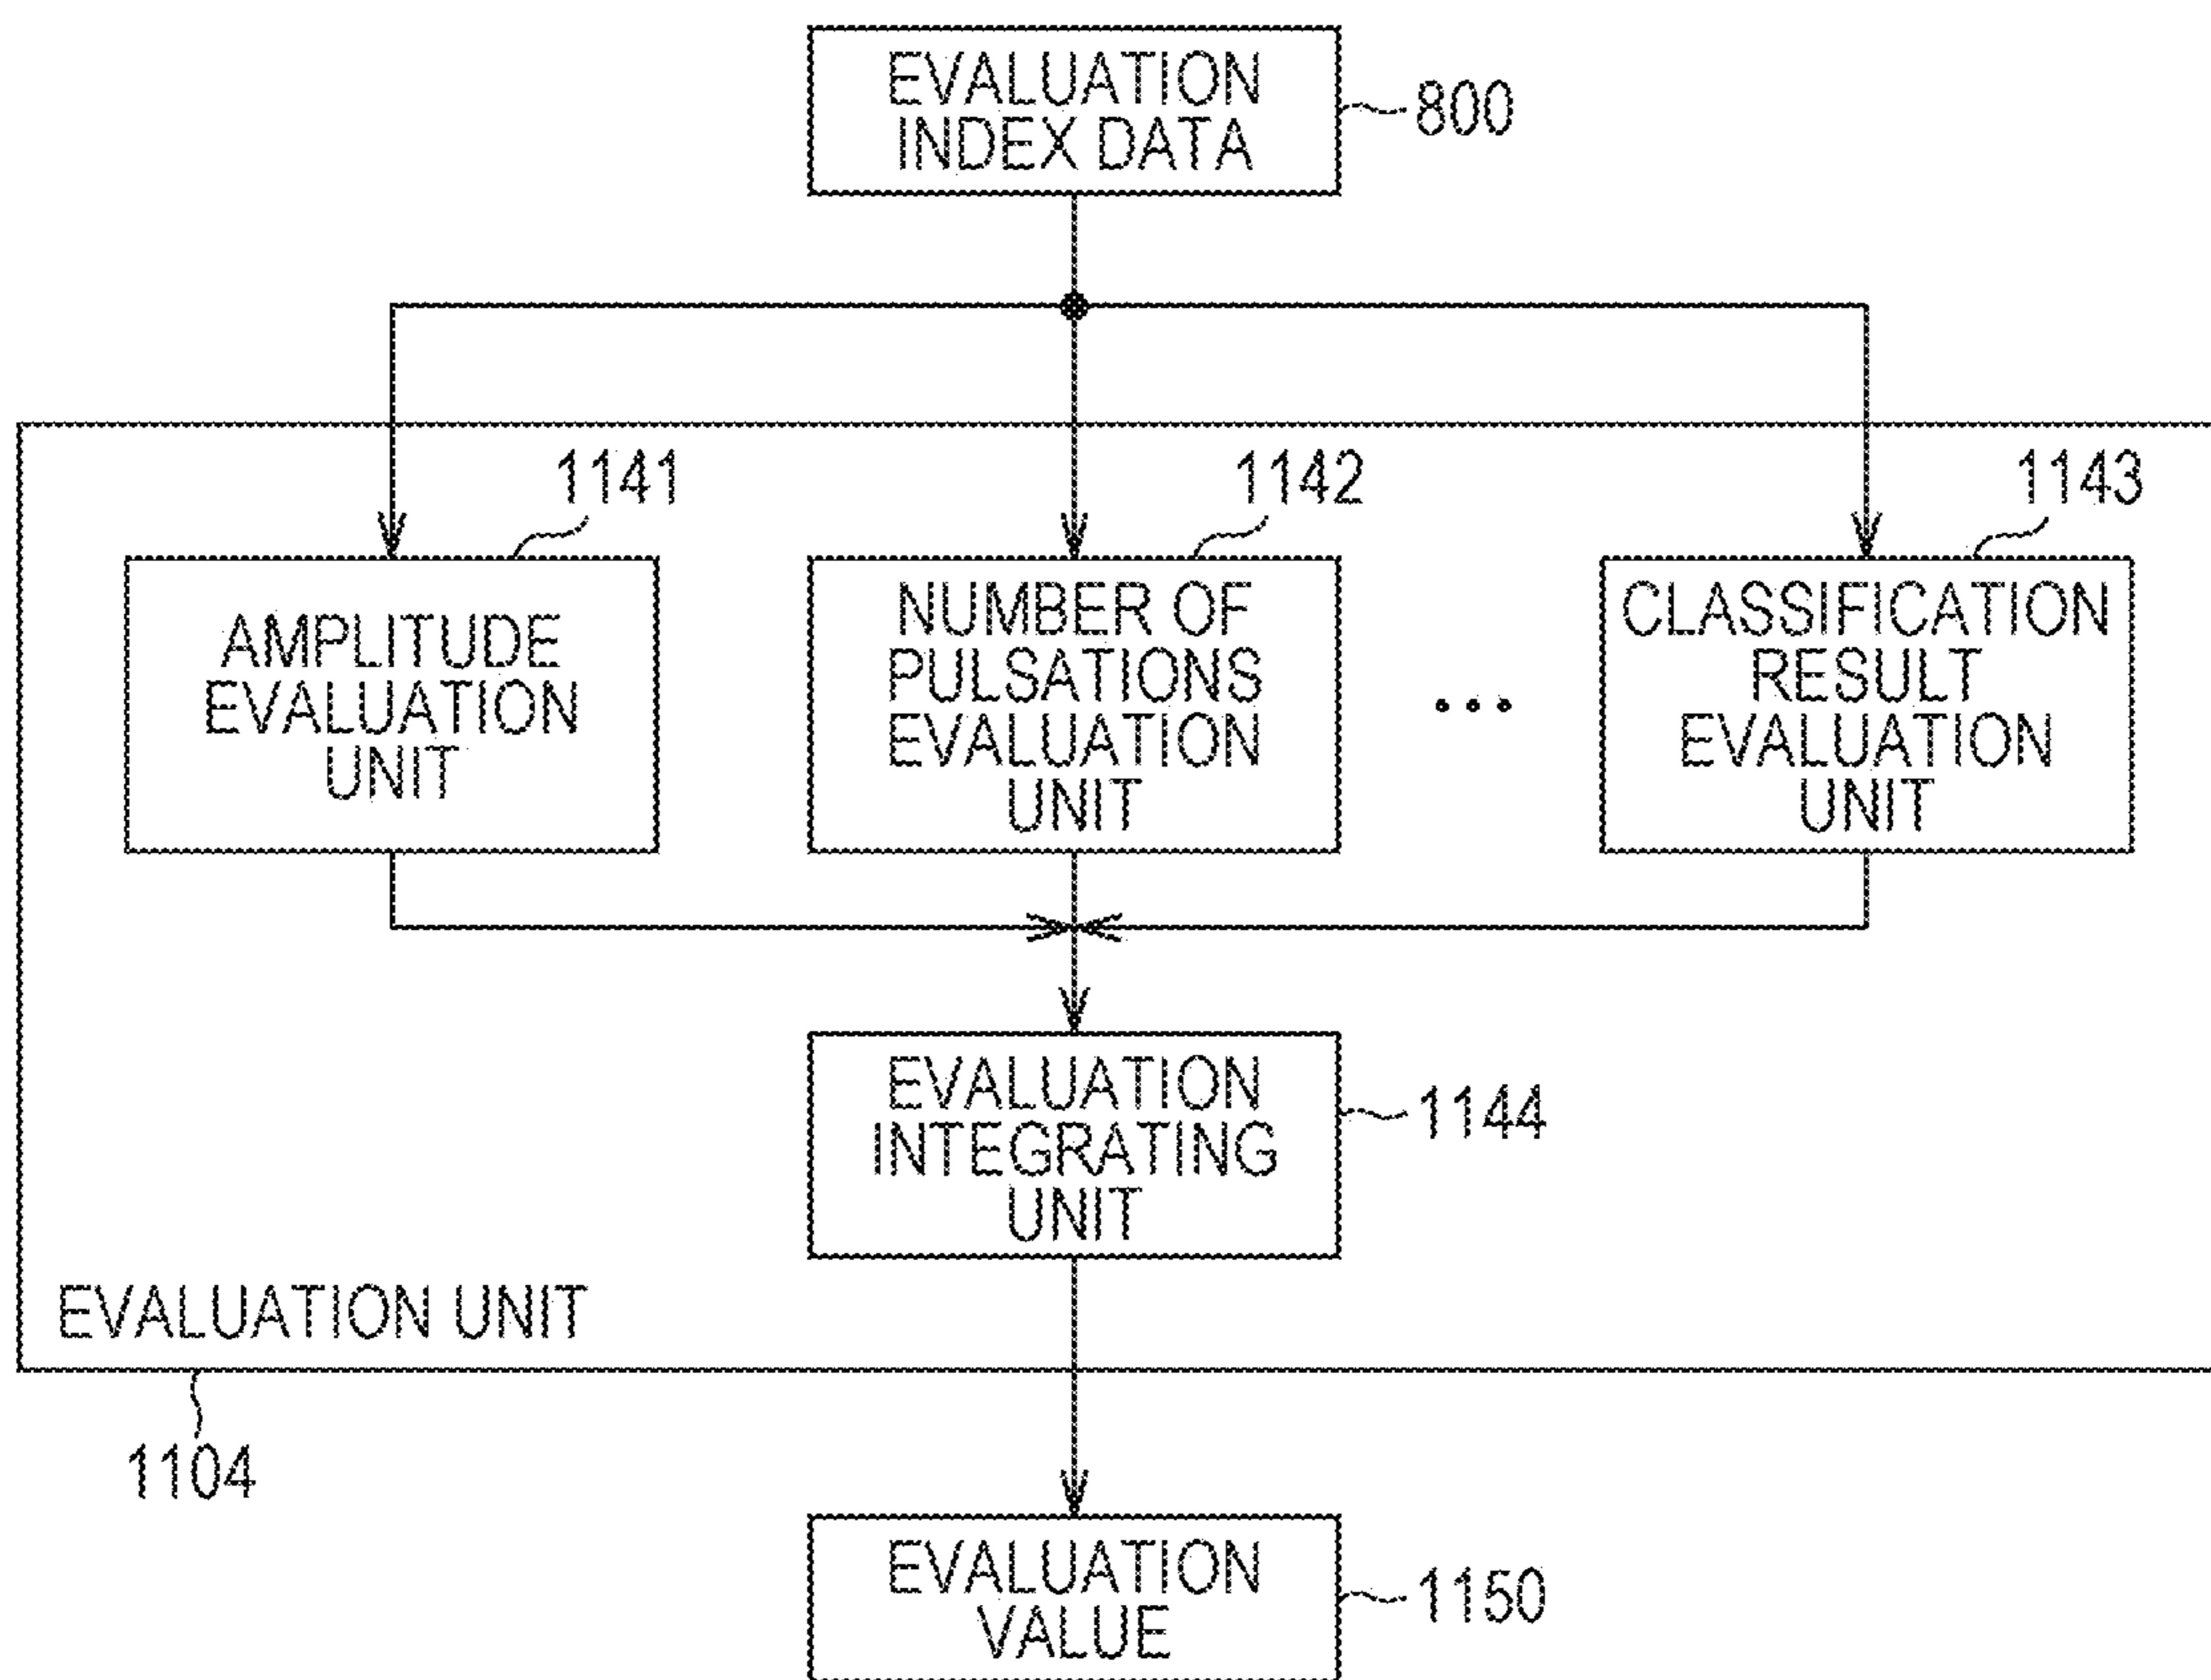 EVALUATION
INDEX DATA
800
1141
1142
1143
AMPLITUDE
EVALUATION
UNIT
NUMBER OF
PULSATIONS
EVALUATION
UNIT
...
CLASSIFICATION
RESULT
EVALUATION
UNIT
EVALUATION
INTEGRATING
UNIT
1144
EVALUATION UNIT
1104
EVALUATION
VALUE
1150